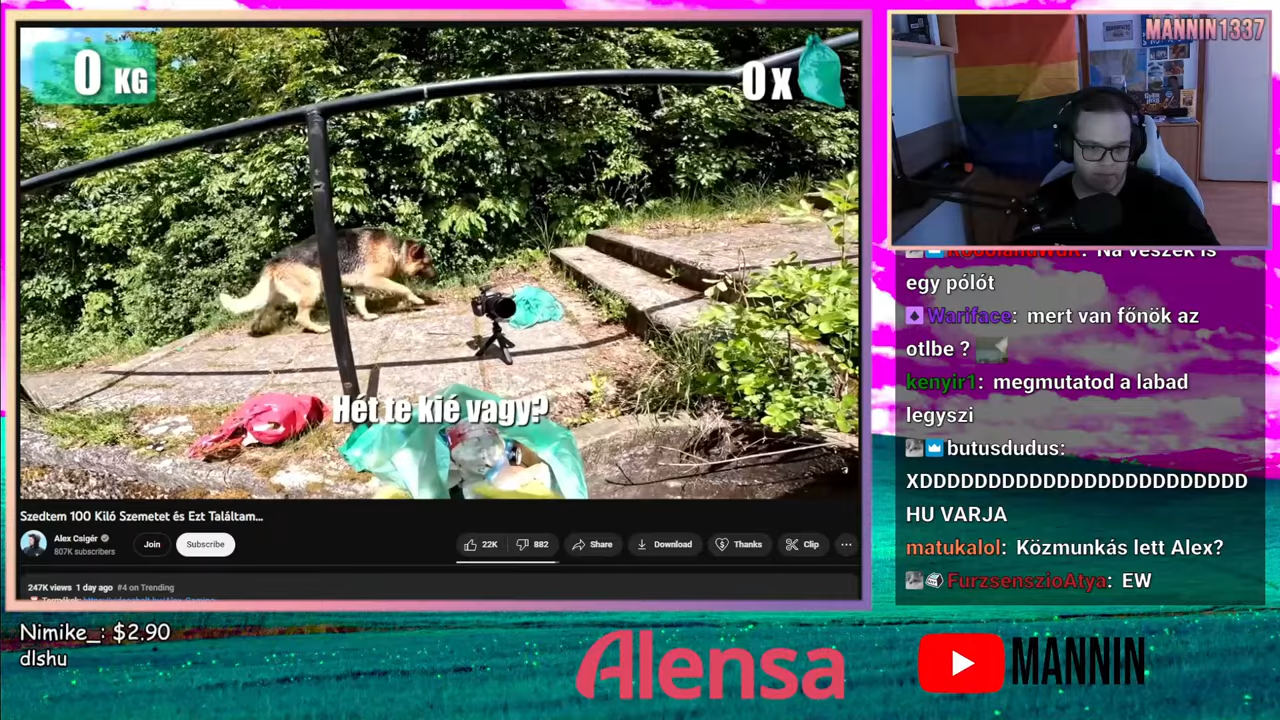 0 KG
0X
Hét te kié vagy?
Szedtem 100 Kiló Szemetet és Ezt Találtam...
Alex Csigér
807K subscribers
Join
Subscribe
22K
882
Share
Download
Thanks
Clip
247K views 1 day ago #4 on Trending
MANNIN1337
Na veszek is
egy pólót
Wariface: mert van főnök az
otlbe ?
kenyir1: megmutatod a labad
legyszi
butusdudus:
XDDDDDDDDDDDDDDDDDDDDDDDD
HU VARJA
matukalol: Közmunkás lett Alex?
FurzsenszioAtya: EW
Nimike_: $2.90
dlshu
Alensa
MANNIN